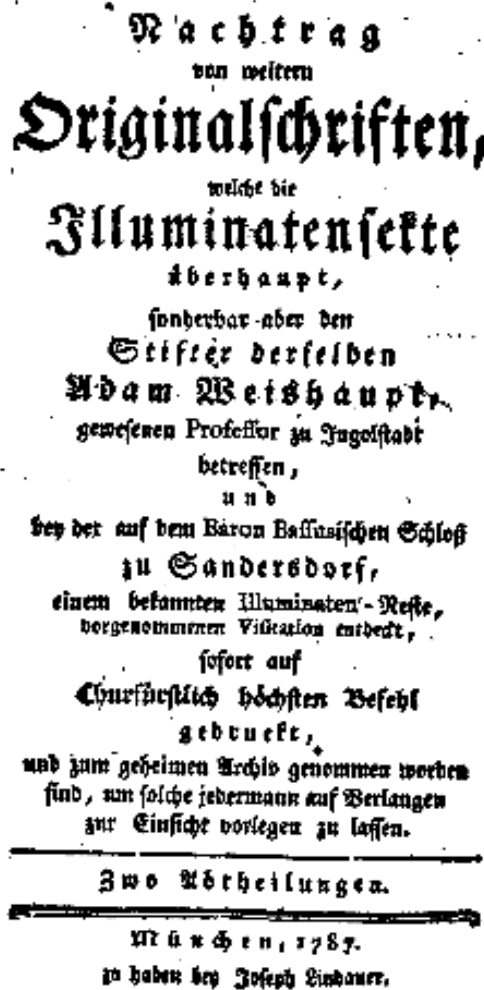 Nachtrag
von weitern
Originalschriften,
welche die
Illuminatensekte
überhaupt,
sonderbar aber den
Stifter derselben
Adam Weishaupt,
gewesenen Professor zu Ingolstadt
betreffen,
und
bey der auf dem Baron Bassusischen Schloß
zu Sandersdorf,
einem bekannten Illuminaten-Neste,
vorgenommenen Visitation entdeckt,
sofort auf
Churfürstlich höchsten Befehl
gedruckt,
und zum geheimen Archiv genommen worden
sind, um solche jedermann auf Verlangen
zur Einsicht vorlegen zu lassen.
Zwo Abtheilungen.
München, 1787.
zu haben bey Joseph Lindauer.